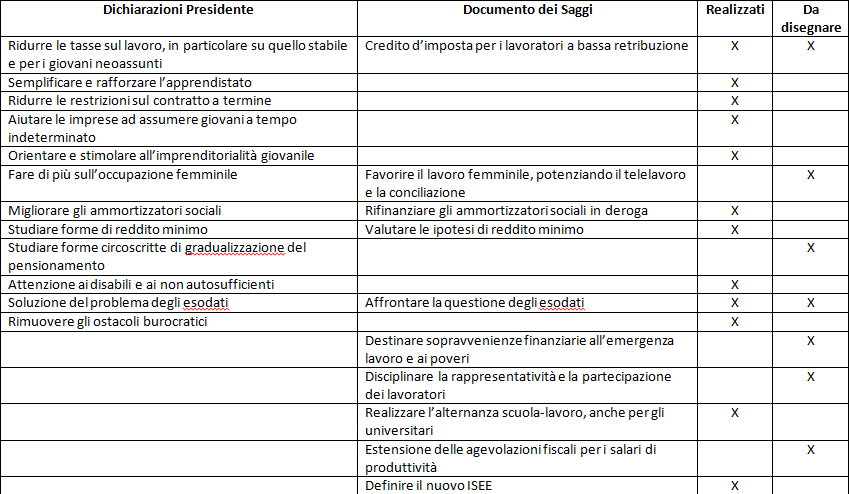 Dichiarazioni Presidente Documento dei Saggi Realizzati Da
disegnare
Ridurre le tasse sul lavoro, in particolare su quello stabile Credito d’imposta per i lavoratori a bassa retribuzione X X
e per i giovani neoassunti
Semplificare e rafforzare l’apprendistato X
Ridurre le restrizioni sul contratto a termine X
Aiutare le imprese ad assumere giovani a tempo X
indeterminato
Orientare e stimolare all’imprenditorialità giovanile X
Fare di più sull’occupazione femminile Favorire il lavoro femminile, potenziando il telelavoro X
e la conciliazione
Migliorare gli ammortizzatori sociali Rifinanziare gli ammortizzatori sociali in deroga X
Studiare forme di reddito minimo Valutare le ipotesi di reddito minimo X
Studiare forme circoscritte di gradualizzazione del X
pensionamento
Attenzione ai disabili e ai non autosufficienti X
Soluzione del problema degli esodati Affrontare la questione degli esodati X X
Rimuovere gli ostacoli burocratici X
Destinare sopravvenienze finanziarie all’emergenza X
lavoro e ai poveri
Disciplinare la rappresentatività e la partecipazione X
dei lavoratori
Realizzare l’alternanza scuola-lavoro, anche per gli X
universitari
Estensione delle agevolazioni fiscali per i salari di X
produttività
Definire il nuovo ISEE X